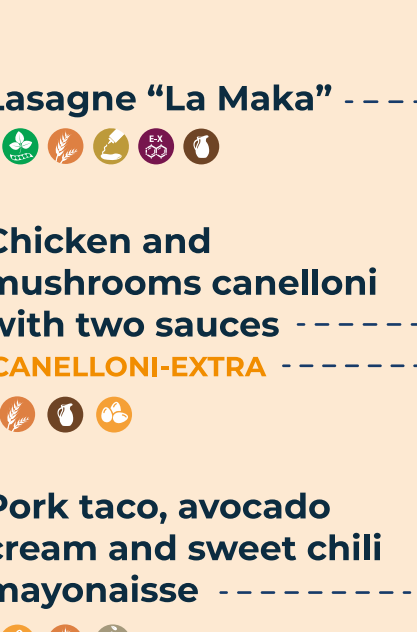 Lasagne “La Maka”
E-X
Chicken and
mushrooms canelloni
with two sauces
CANELLONI-EXTRA
Pork taco, avocado
cream and sweet chili
mayonaisse